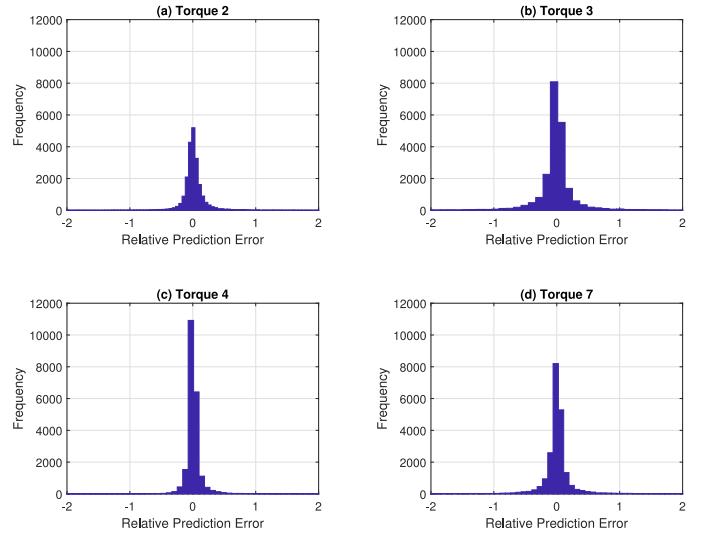 (a) Torque 2
12000
10000
8000
6000
4000
2000
0
Frequency
-2 -1 0 1 2
Relative Prediction Error
(b) Torque 3
12000
10000
8000
6000
4000
2000
0
Frequency
-2 -1 0 1 2
Relative Prediction Error
(c) Torque 4
12000
10000
8000
6000
4000
2000
0
Frequency
-2 -1 0 1 2
Relative Prediction Error
(d) Torque 7
12000
10000
8000
6000
4000
2000
0
Frequency
-2 -1 0 1 2
Relative Prediction Error